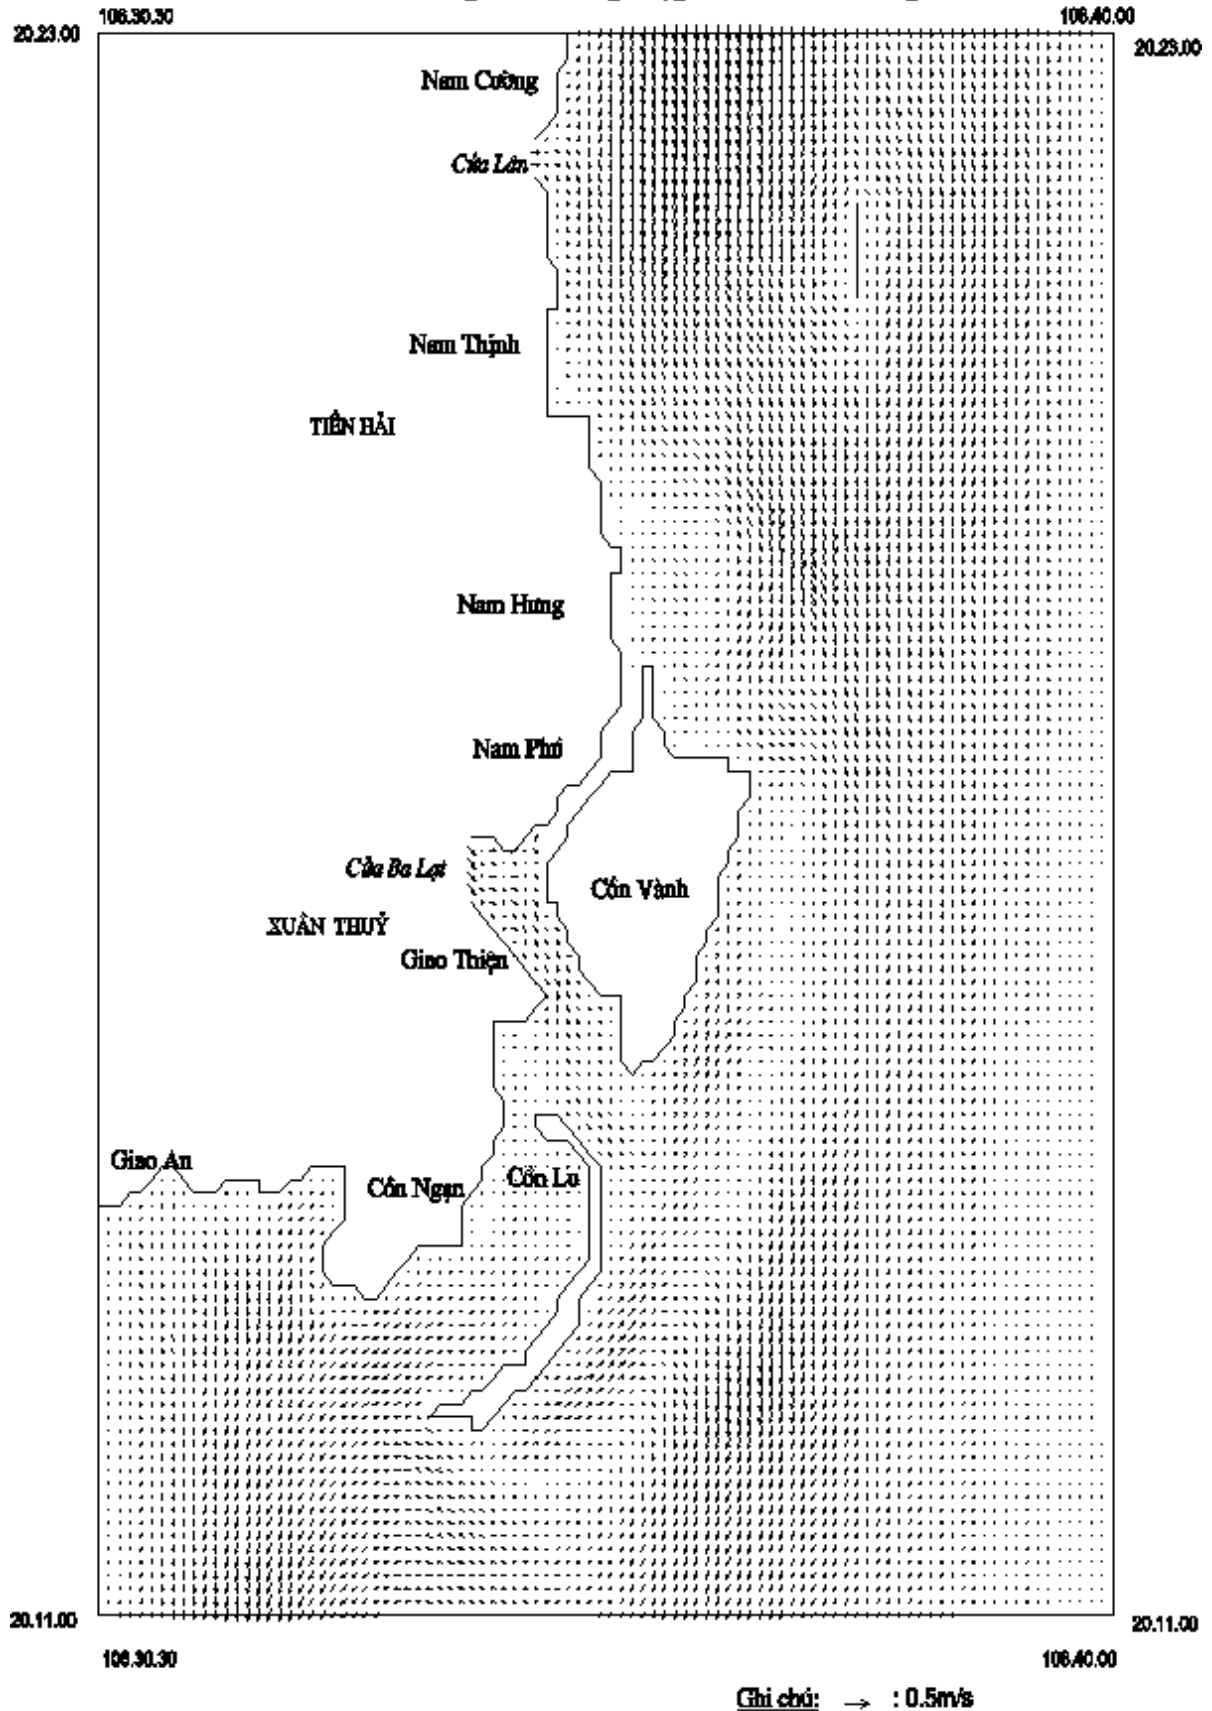 106.30.30
106.40.00
20.23.00
20.23.00
Nam Cường
Cửa Lân
Nam Thịnh
TIỀN HẢI
Nam Hưng
Nam Phú
Cửa Ba Lạt
Cồn Vành
XUÂN THUỶ
Giao Thiện
Giao An
Cồn Ngạn
Cồn Lu
20.11.00
20.11.00
106.30.30
106.40.00
Ghi chú: → : 0.5m/s